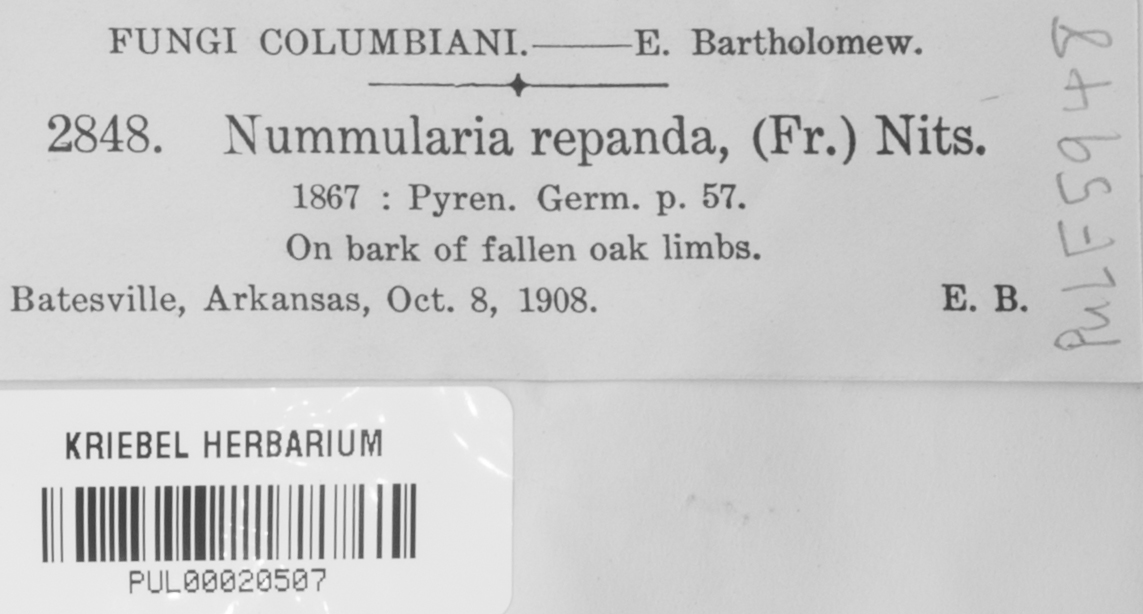 FUNGI COLUMBIANI.——E. Bartholomew.
2848. Nummularia repanda, (Fr.) Nits.
1867 : Pyren. Germ. p. 57.
On bark of fallen oak limbs.
Batesville, Arkansas, Oct. 8, 1908. E. B.
PUL F59448
KRIEBEL HERBARIUM
PUL00020507